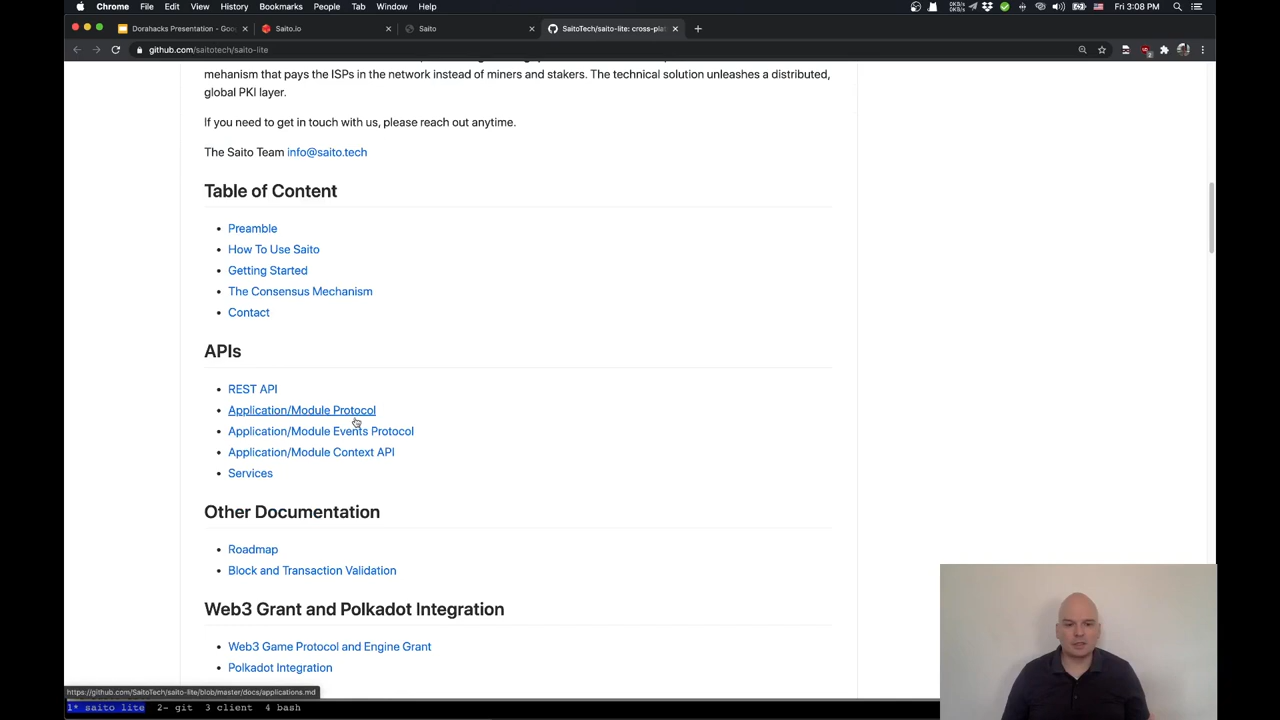 Chrome File Edit View History Bookmarks People Tab Window Help
Fri 3:08 PM
Dorahacks Presentation - Goo
Saito.io
Saito
SaitoTech/saito-lite: cross-plat
github.com/saitotech/saito-lite
mehanism that pays the ISPs in the network instead of miners and stakers. The technical solution unleashes a distributed,
global PKI layer.
If you need to get in touch with us, please reach out anytime.
The Saito Team info@saito.tech
Table of Content
Preamble
How To Use Saito
Getting Started
The Consensus Mechanism
Contact
APIs
REST API
Application/Module Protocol
Application/Module Events Protocol
Application/Module Context API
Services
Other Documentation
Roadmap
Block and Transaction Validation
Web3 Grant and Polkadot Integration
Web3 Game Protocol and Engine Grant
Polkadot Integration
https://github.com/SaitoTech/saito-lite/blob/master/docs/applications.md
1* saito lite 2- git 3 client 4 bash